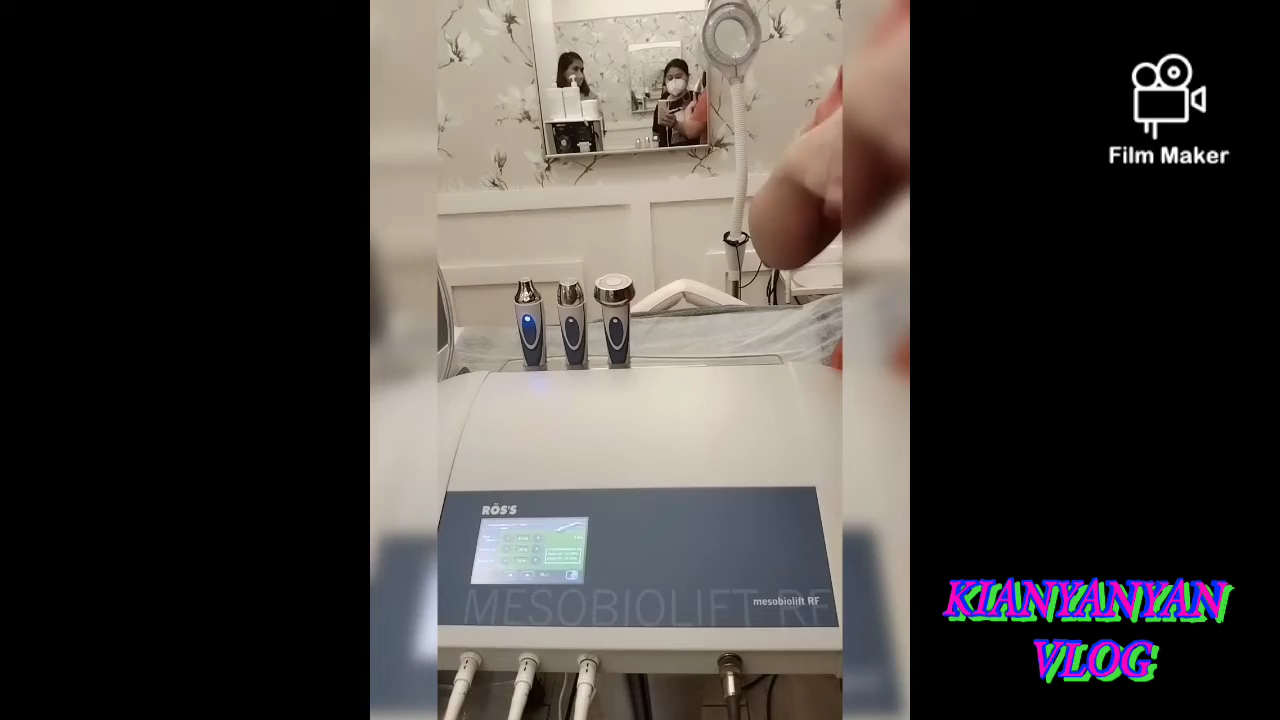 Film Maker
RÖS'S
MESOBIOLIFT RF
mesobiolift RF
KIANYANYAN
VLOG